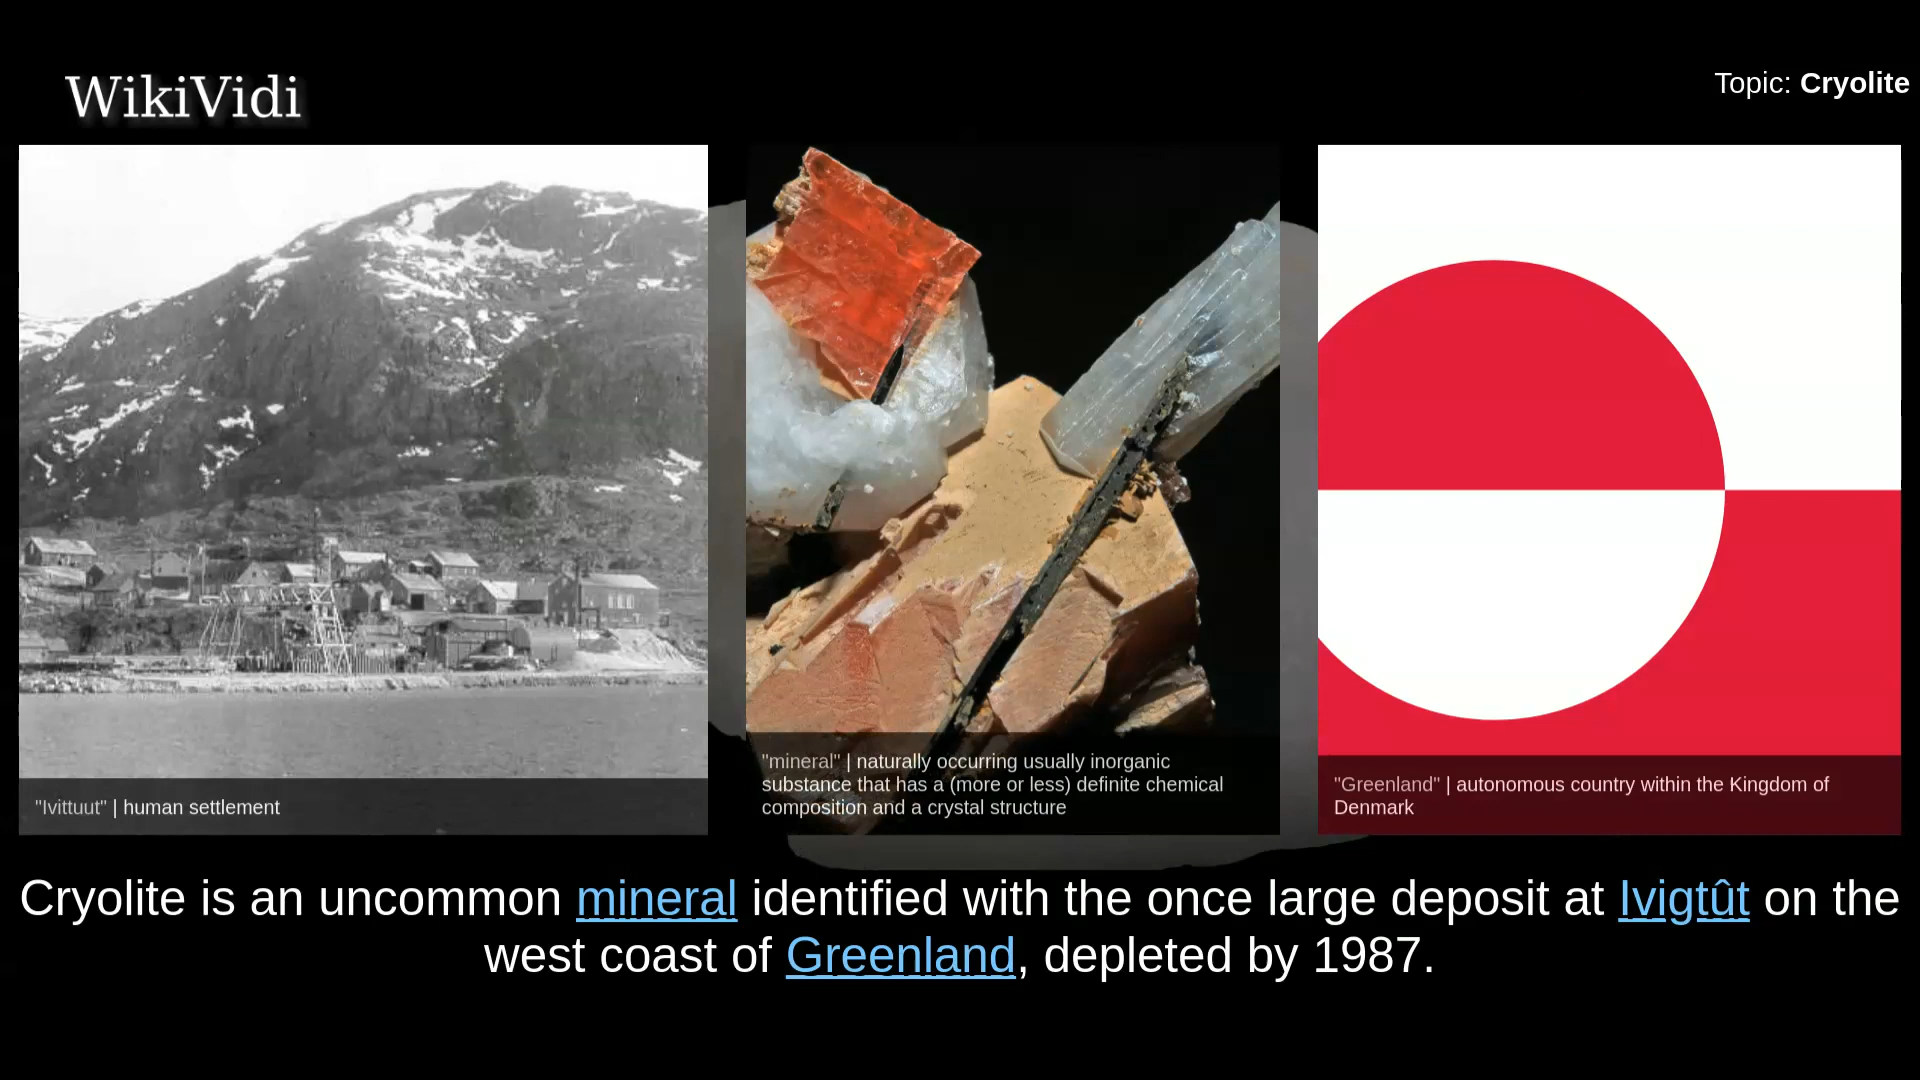 WikiVidi
Topic: Cryolite
"Ivittuut" | human settlement
"mineral" | naturally occurring usually inorganic
substance that has a (more or less) definite chemical
composition and a crystal structure
"Greenland" | autonomous country within the Kingdom of
Denmark
Cryolite is an uncommon mineral identified with the once large deposit at Ivigtût on the
west coast of Greenland, depleted by 1987.